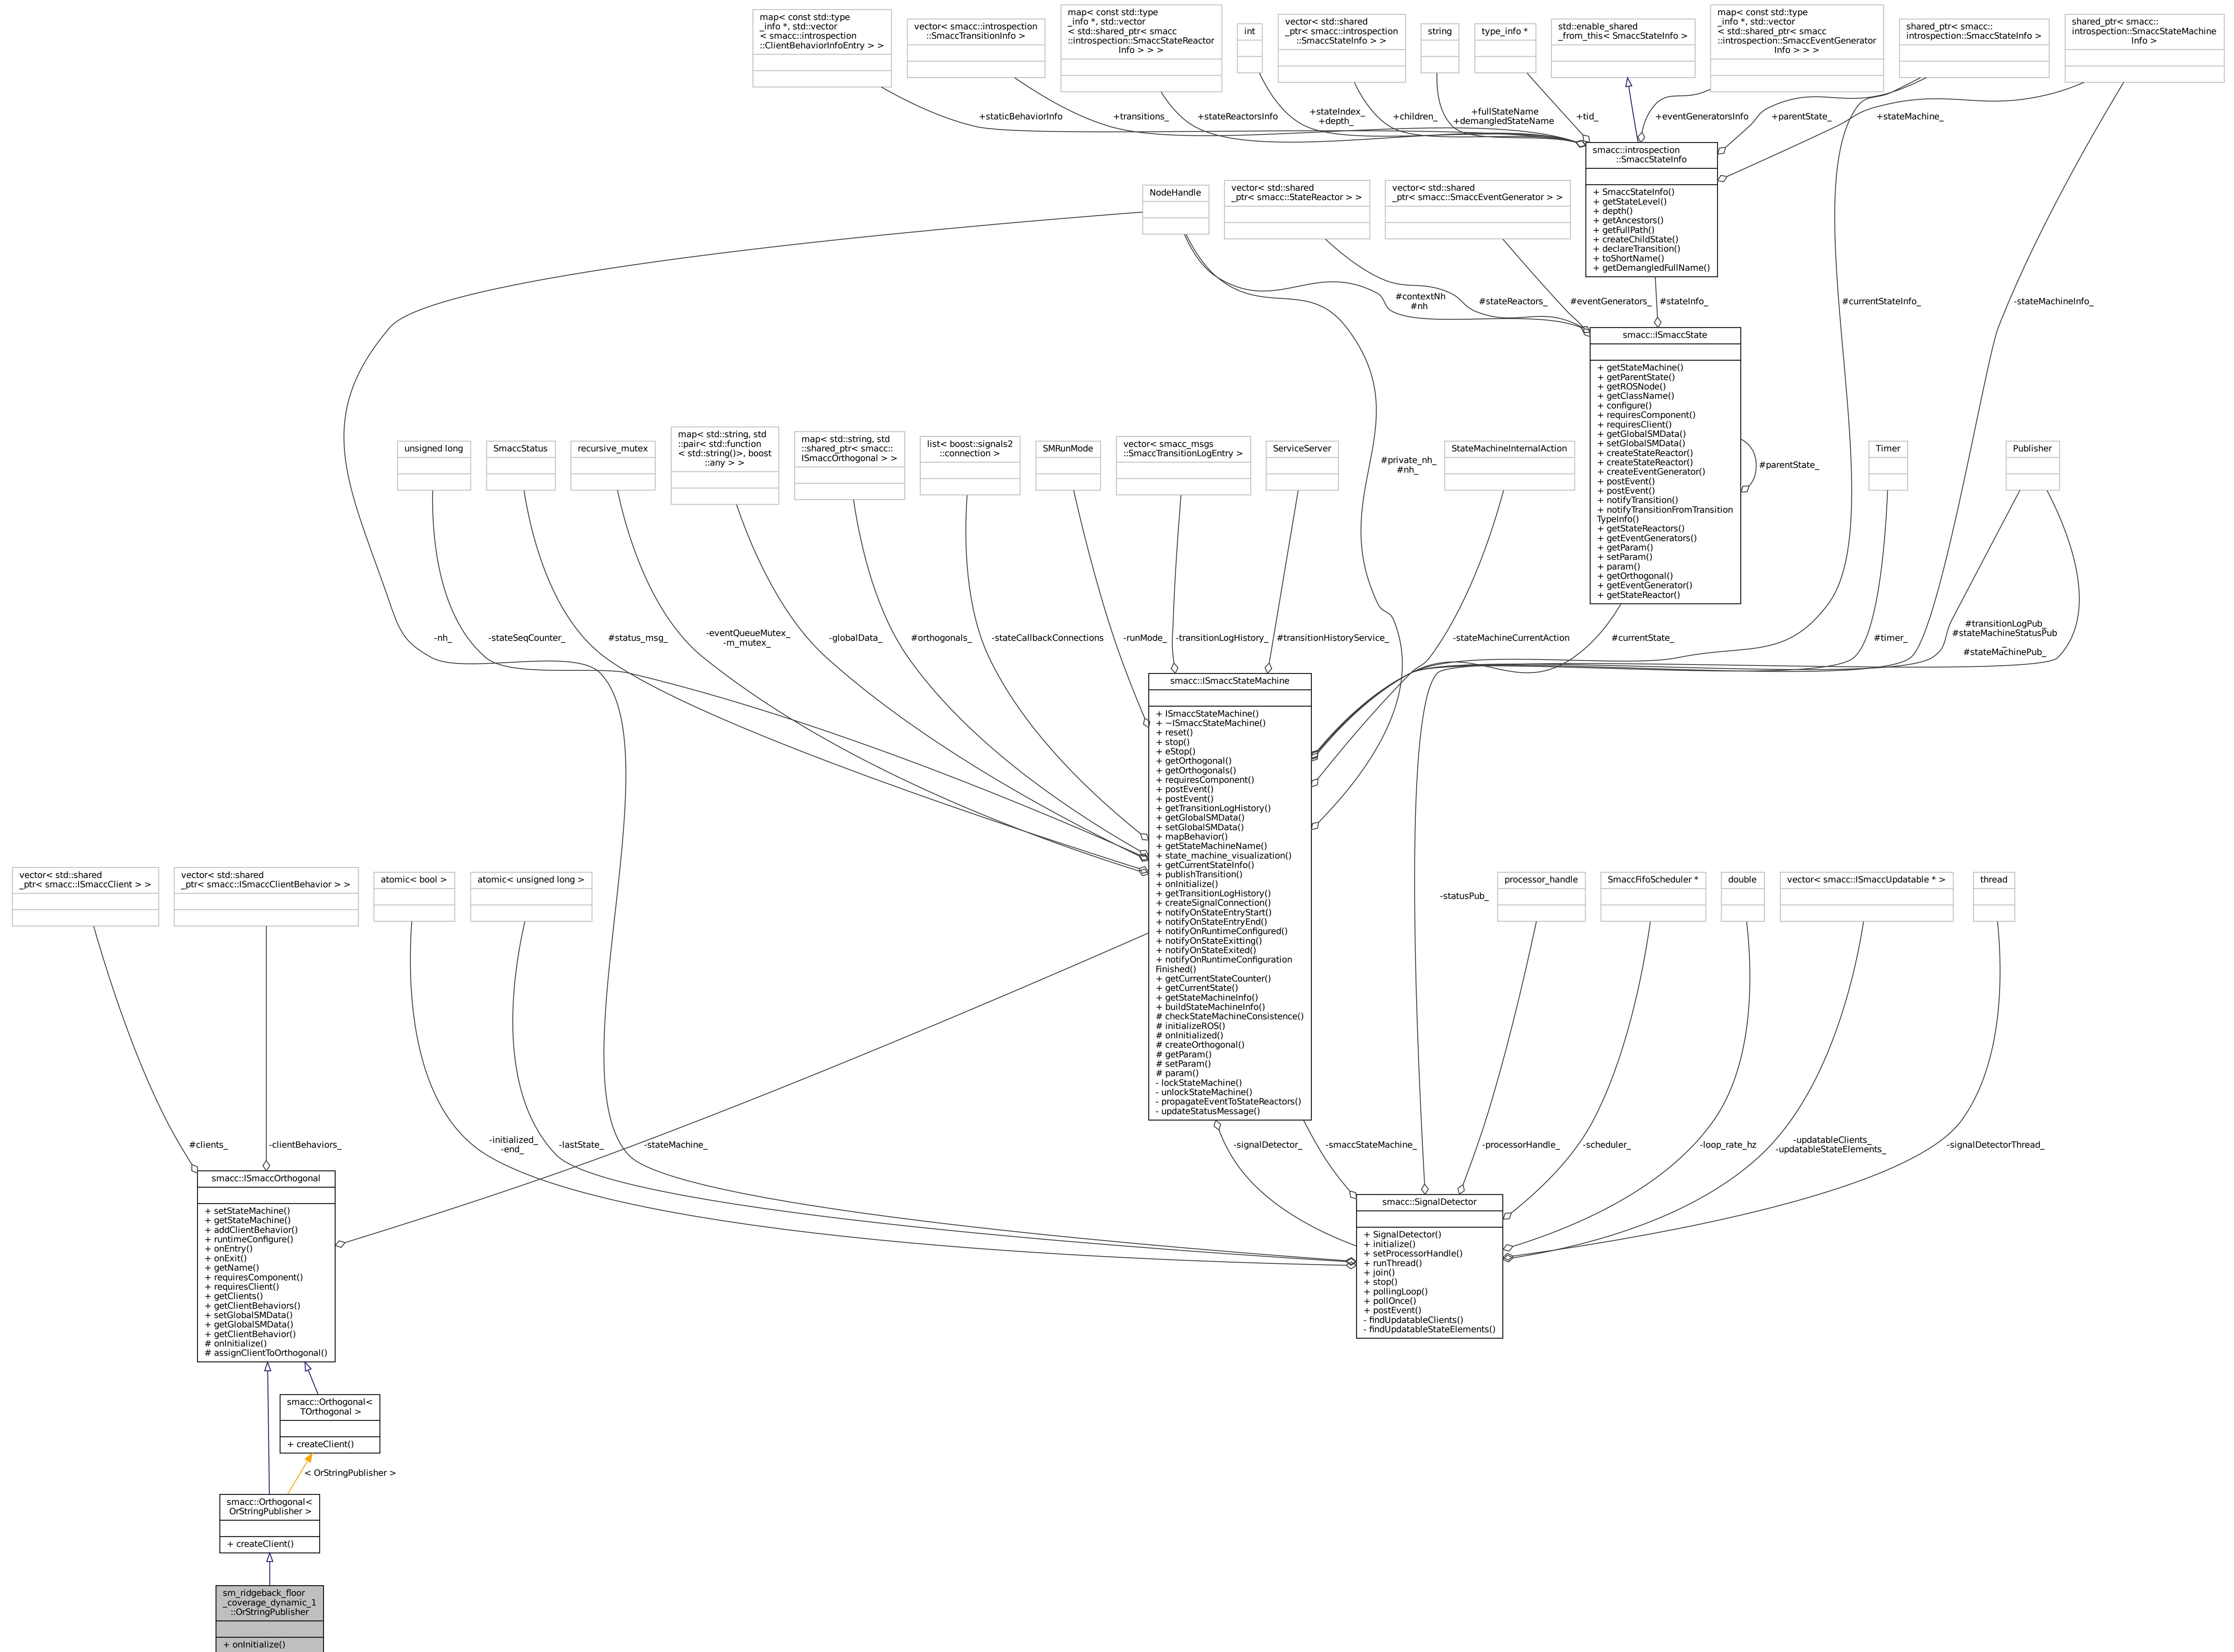 map< const std::type
_info *, std::vector
< smacc::introspection
::ClientBehaviorInfoEntry > >
vector< smacc::introspection
::SmaccTransitionInfo >
map< const std::type
_info *, std::vector
< std::shared_ptr< smacc
::introspection::SmaccStateReactor
Info > > >
int
vector< std::shared
_ptr< smacc::introspection
::SmaccStateInfo > >
string
type_info *
std::enable_shared
_from_this< SmaccStateInfo >
map< const std::type
_info *, std::vector
< std::shared_ptr< smacc
::introspection::SmaccEventGenerator
Info > > >
shared_ptr< smacc::
introspection::SmaccStateInfo >
shared_ptr< smacc::
introspection::SmaccStateMachine
Info >
+staticBehaviorInfo
+transitions_
+stateReactorsInfo
+stateIndex_
+depth_
+children_
+fullStateName
+demangledStateName
+tid_
+eventGeneratorsInfo
+parentState_
+stateMachine_
smacc::introspection
::SmaccStateInfo
+ SmaccStateInfo()
+ getStateLevel()
+ depth()
+ getAncestors()
+ getFullPath()
+ createChildState()
+ declareTransition()
+ toShortName()
+ getDemangledFullName()
NodeHandle
vector< std::shared
_ptr< smacc::StateReactor > >
vector< std::shared
_ptr< smacc::SmaccEventGenerator > >
#contextNh
#nh
#stateReactors_
#eventGenerators_
#stateInfo_
#currentStateInfo_
-stateMachineInfo_
smacc::ISmaccState
+ getStateMachine()
+ getParentState()
+ getROSNode()
+ getClassName()
+ configure()
+ requiresComponent()
+ requiresClient()
+ getGlobalSMData()
+ setGlobalSMData()
+ createStateReactor()
+ createStateReactor()
+ createEventGenerator()
+ postEvent()
+ postEvent()
+ notifyTransition()
+ notifyTransitionFromTransition
TypeInfo()
+ getStateReactors()
+ getEventGenerators()
+ getParam()
+ setParam()
+ param()
+ getOrthogonal()
+ getEventGenerator()
+ getStateReactor()
#parentState_
unsigned long
SmaccStatus
recursive_mutex
map< std::string, std
::pair< std::function
< std::string()>, boost
::any > >
map< std::string, std
::shared_ptr< smacc::
ISmaccOrthogonal > >
list< boost::signals2
::connection >
SMRunMode
vector< smacc_msgs
::SmaccTransitionLogEntry >
ServiceServer
#private_nh_
#nh_
StateMachineInternalAction
Timer
Publisher
-nh_
-stateSeqCounter_
#status_msg_
-eventQueueMutex_
-m_mutex_
-globalData_
#orthogonals_
-stateCallbackConnections
-runMode_
-transitionLogHistory_
#transitionHistoryService_
-stateMachineCurrentAction
#currentState_
#timer_
#transitionLogPub_
#stateMachineStatusPub
_
#stateMachinePub_
smacc::ISmaccStateMachine
+ ISmaccStateMachine()
+ ~ISmaccStateMachine()
+ reset()
+ stop()
+ eStop()
+ getOrthogonal()
+ getOrthogonals()
+ requiresComponent()
+ postEvent()
+ postEvent()
+ getTransitionLogHistory()
+ getGlobalSMData()
+ setGlobalSMData()
+ mapBehavior()
+ getStateMachineName()
+ state_machine_visualization()
+ getCurrentStateInfo()
+ publishTransition()
+ onInitialize()
+ getTransitionLogHistory()
+ createSignalConnection()
+ notifyOnStateEntryStart()
+ notifyOnStateEntryEnd()
+ notifyOnRuntimeConfigured()
+ notifyOnStateExitting()
+ notifyOnStateExited()
+ notifyOnRuntimeConfiguration
Finished()
+ getCurrentStateCounter()
+ getCurrentState()
+ getStateMachineInfo()
+ buildStateMachineInfo()
# checkStateMachineConsistence()
# initializeROS()
# onInitialized()
# createOrthogonal()
# getParam()
# setParam()
# param()
- lockStateMachine()
- unlockStateMachine()
- propagateEventToStateReactors()
- updateStatusMessage()
vector< std::shared
_ptr< smacc::ISmaccClient > >
vector< std::shared
_ptr< smacc::ISmaccClientBehavior > >
atomic< bool >
atomic< unsigned long >
-statusPub_
processor_handle
SmaccFifoScheduler *
double
vector< smacc::ISmaccUpdatable * >
thread
#clients_
-clientBehaviors_
-initialized_
-end_
-lastState_
-stateMachine_
-signalDetector_
-smaccStateMachine_
-processorHandle_
-scheduler_
-loop_rate_hz
-updatableClients_
-updatableStateElements_
-signalDetectorThread_
smacc::ISmaccOrthogonal
+ setStateMachine()
+ getStateMachine()
+ addClientBehavior()
+ runtimeConfigure()
+ onEntry()
+ onExit()
+ getName()
+ requiresComponent()
+ requiresClient()
+ getClients()
+ getClientBehaviors()
+ setGlobalSMData()
+ getGlobalSMData()
+ getClientBehavior()
# onInitialize()
# assignClientToOrthogonal()
smacc::SignalDetector
+ SignalDetector()
+ initialize()
+ setProcessorHandle()
+ runThread()
+ join()
+ stop()
+ pollingLoop()
+ pollOnce()
+ postEvent()
- findUpdatableClients()
- findUpdatableStateElements()
smacc::Orthogonal<
TOrthogonal >
+ createClient()
< OrStringPublisher >
smacc::Orthogonal<
OrStringPublisher >
+ createClient()
sm_ridgeback_floor
_coverage_dynamic_1
::OrStringPublisher
+ onInitialize()